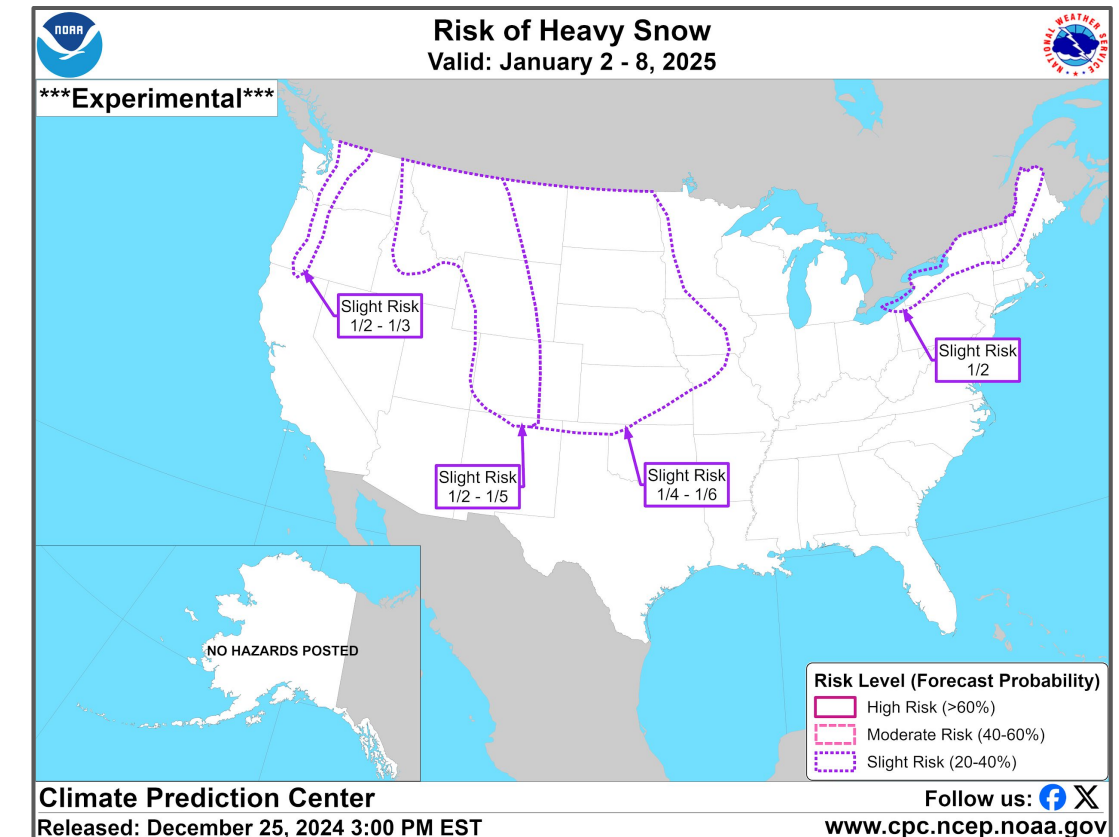 NOAA
Risk of Heavy Snow
Valid: January 2 - 8, 2025
NATIONAL WEATHER SERVICE
***Experimental***
Slight Risk
1/2 - 1/3
Slight Risk
1/2
Slight Risk
1/2 - 1/5
Slight Risk
1/4 - 1/6
NO HAZARDS POSTED
Risk Level (Forecast Probability)
High Risk (>60%)
Moderate Risk (40-60%)
Slight Risk (20-40%)
Climate Prediction Center
Follow us:
Released: December 25, 2024 3:00 PM EST
www.cpc.ncep.noaa.gov